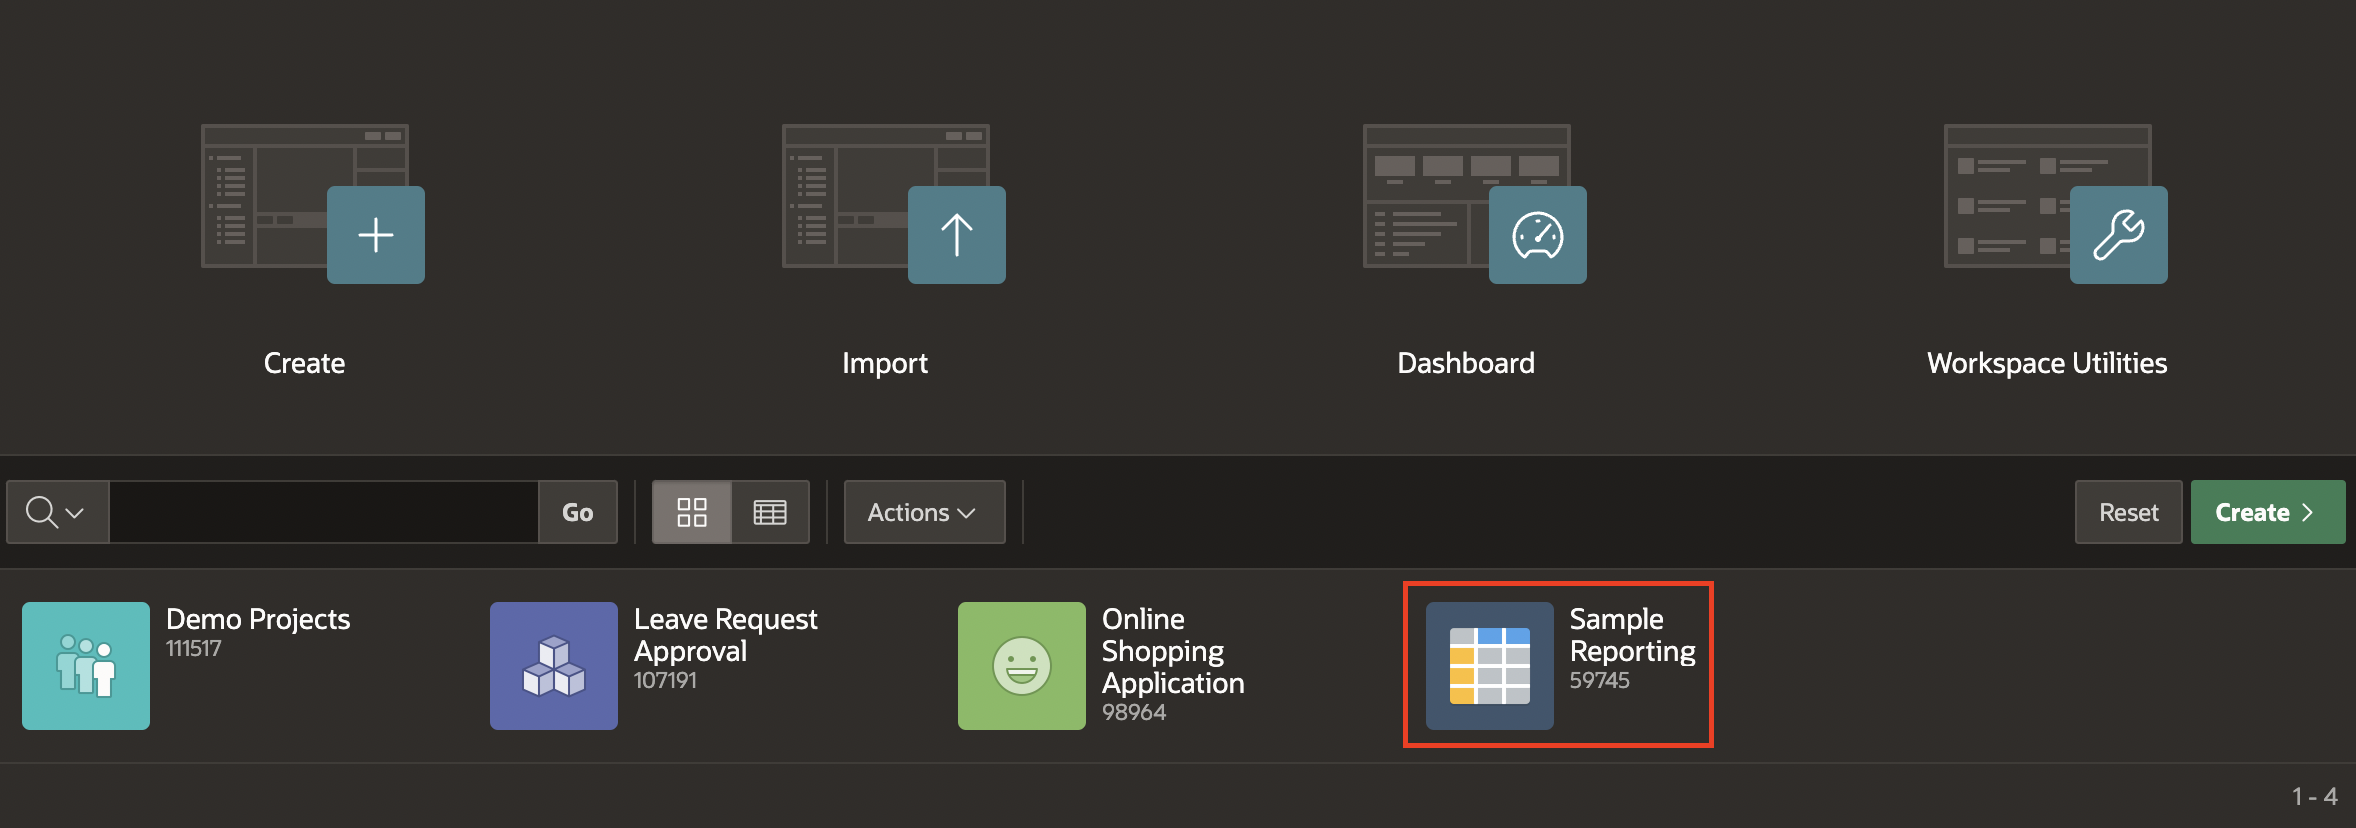 Create
Import
Dashboard
Workspace Utilities
Go
Actions
Reset
Create
Demo Projects
111517
Leave Request
Approval
107191
Online
Shopping
Application
98964
Sample
Reporting
59745
1 - 4